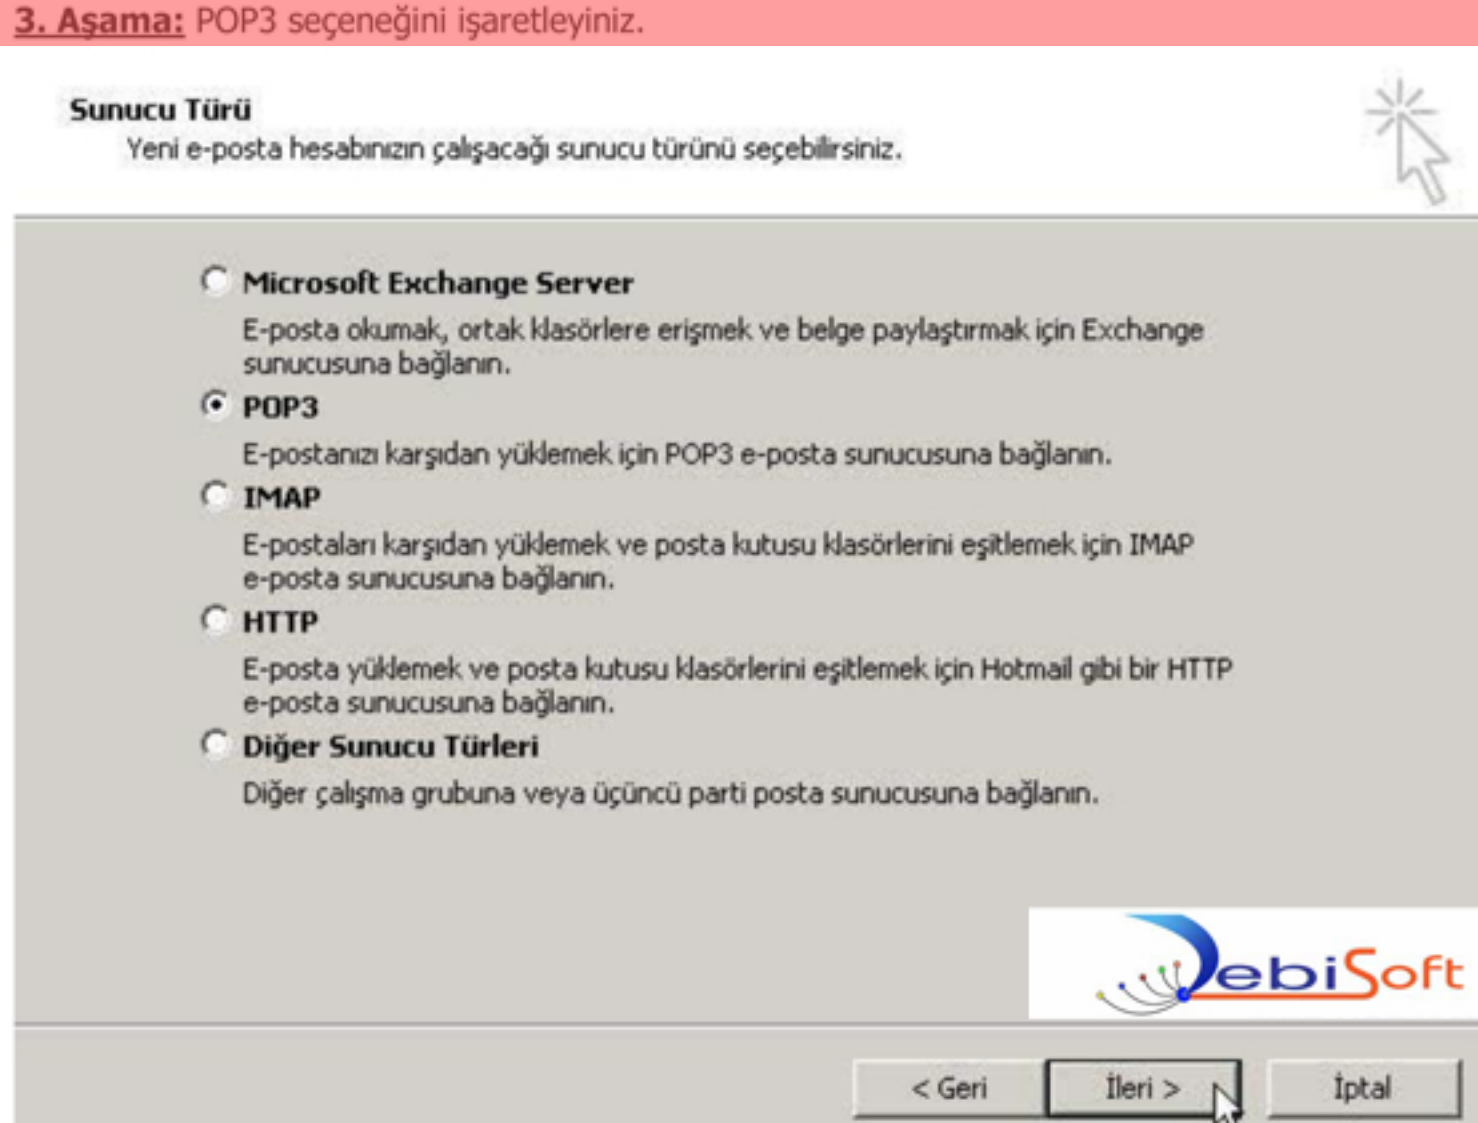 3. Aşama: POP3 seçeneğini işaretleyiniz.
Sunucu Türü
Yeni e-posta hesabınızın çalışacağı sunucu türünü seçebilirsiniz.
Microsoft Exchange Server
E-posta okumak, ortak klasörlere erişmek ve belge paylaştırmak için Exchange
sunucusuna bağlanın.
POP3
E-postanızı karşıdan yüklemek için POP3 e-posta sunucusuna bağlanın.
IMAP
E-postaları karşıdan yüklemek ve posta kutusu klasörlerini eşitlemek için IMAP
e-posta sunucusuna bağlanın.
HTTP
E-posta yüklemek ve posta kutusu klasörlerini eşitlemek için Hotmail gibi bir HTTP
e-posta sunucusuna bağlanın.
Diğer Sunucu Türleri
Diğer çalışma grubuna veya üçüncü parti posta sunucusuna bağlanın.
DebiSoft
< Geri İleri > İptal